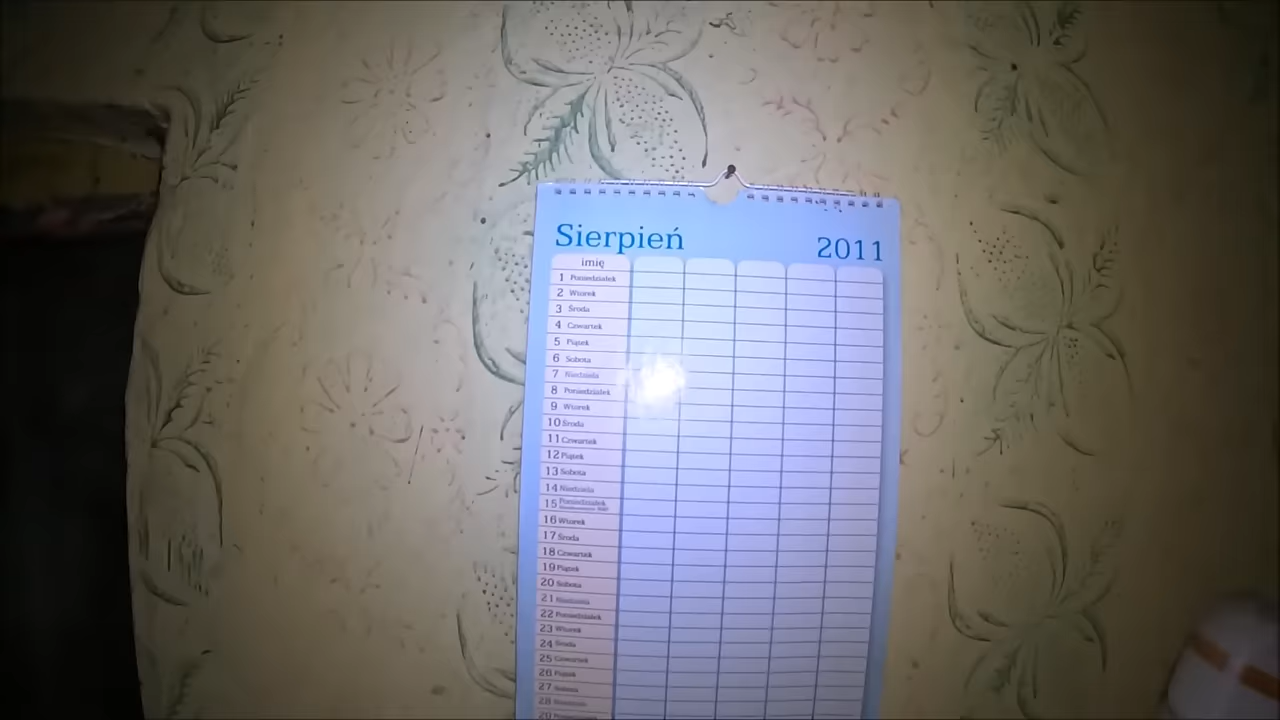 Sierpień 2011
imię
1 Poniedziałek
2 Wtorek
3 Środa
4 Czwartek
5 Piątek
6 Sobota
7 Niedziela
8 Poniedziałek
9 Wtorek
10 Środa
11 Czwartek
12 Piątek
13 Sobota
14 Niedziela
15 Poniedziałek
16 Wtorek
17 Środa
18 Czwartek
19 Piątek
20 Sobota
21 Niedziela
22 Poniedziałek
23 Wtorek
24 Środa
25 Czwartek
26 Piątek
27 Sobota
28 Niedziela
29